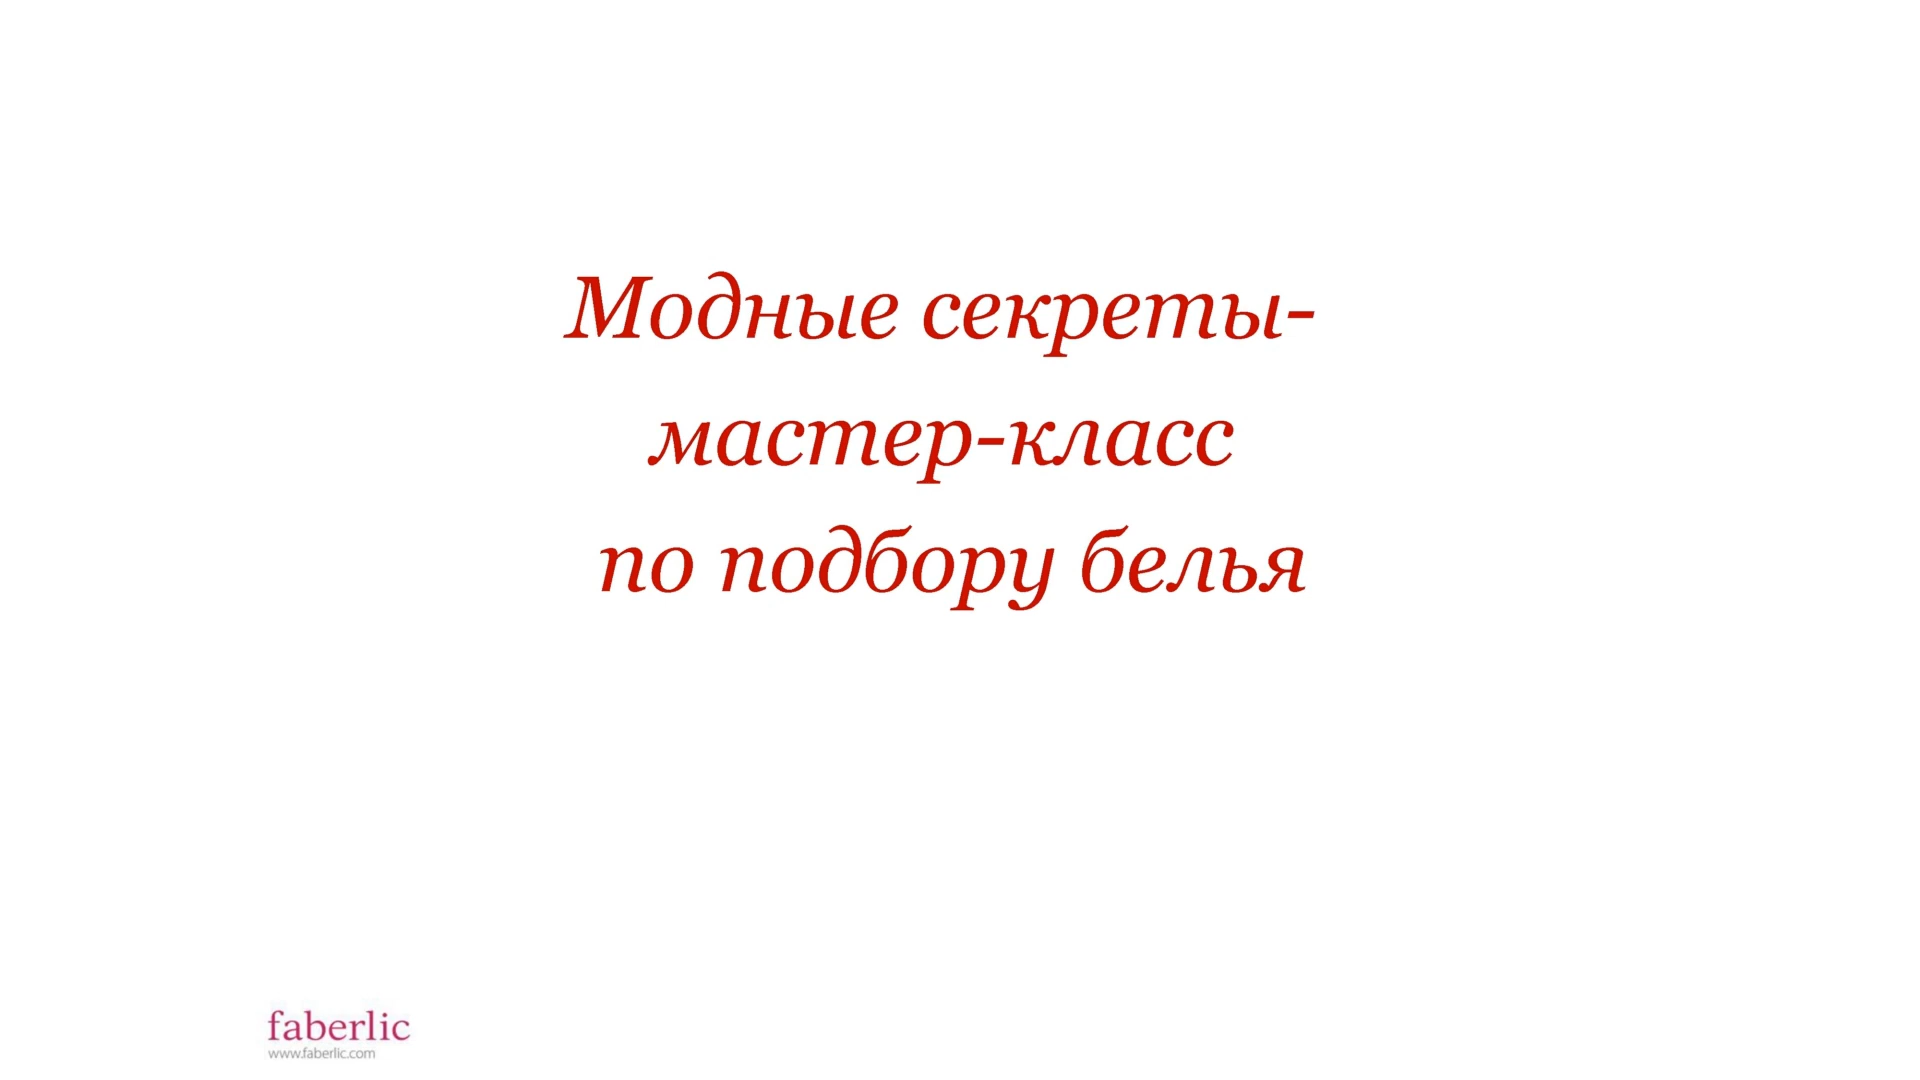 Модные секреты-
мастер-класс
по подбору белья
faberlic
www.faberlic.com